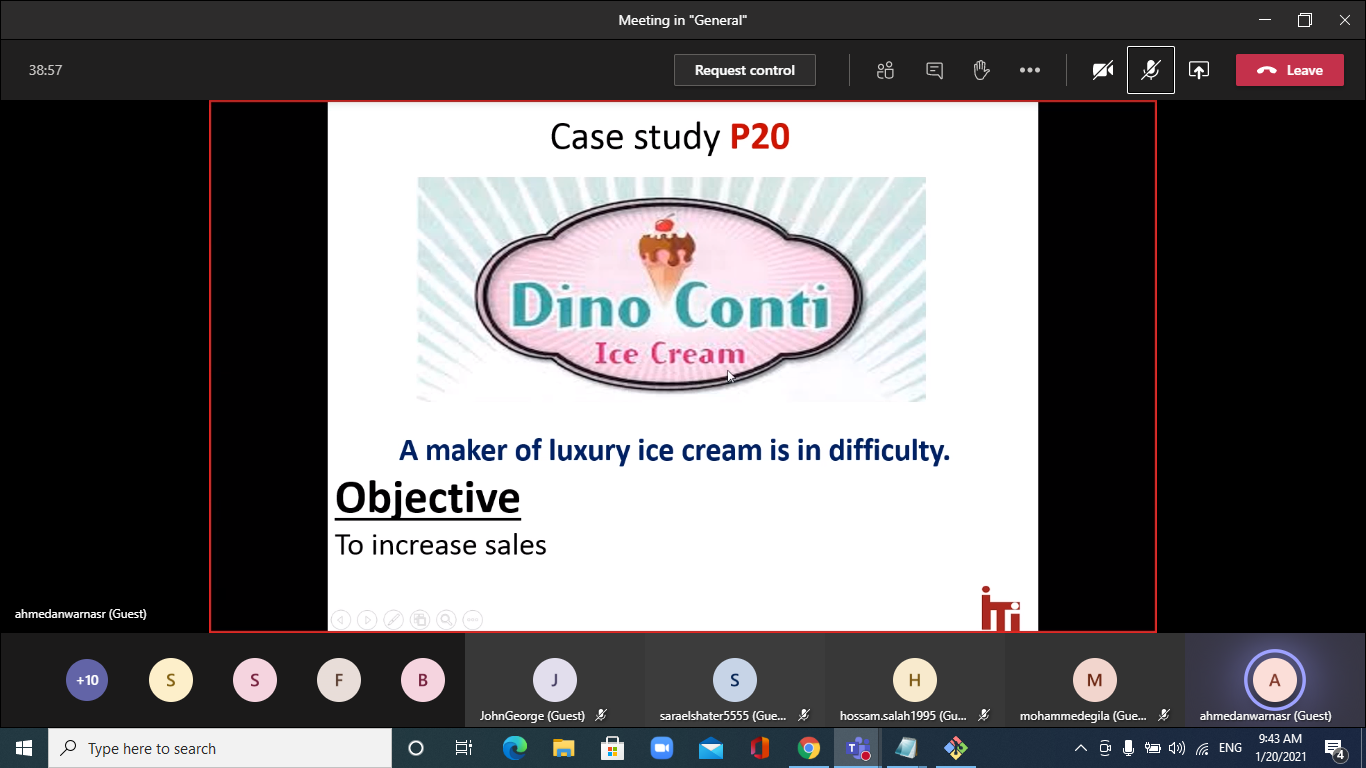 Meeting in "General"
38:57
Request control
Leave
Case study P20
Dino Conti
Ice Cream
A maker of luxury ice cream is in difficulty.
Objective
To increase sales
iTi
ahmedanwarnasr (Guest)
+10
S
S
F
B
J
S
H
M
A
JohnGeorge (Guest)
saraelshater5555 (Gue...
hossam.salah1995 (Gu...
mohammedegila (Gue...
ahmedanwarnasr (Guest)
Type here to search
ENG
9:43 AM
1/20/2021
4